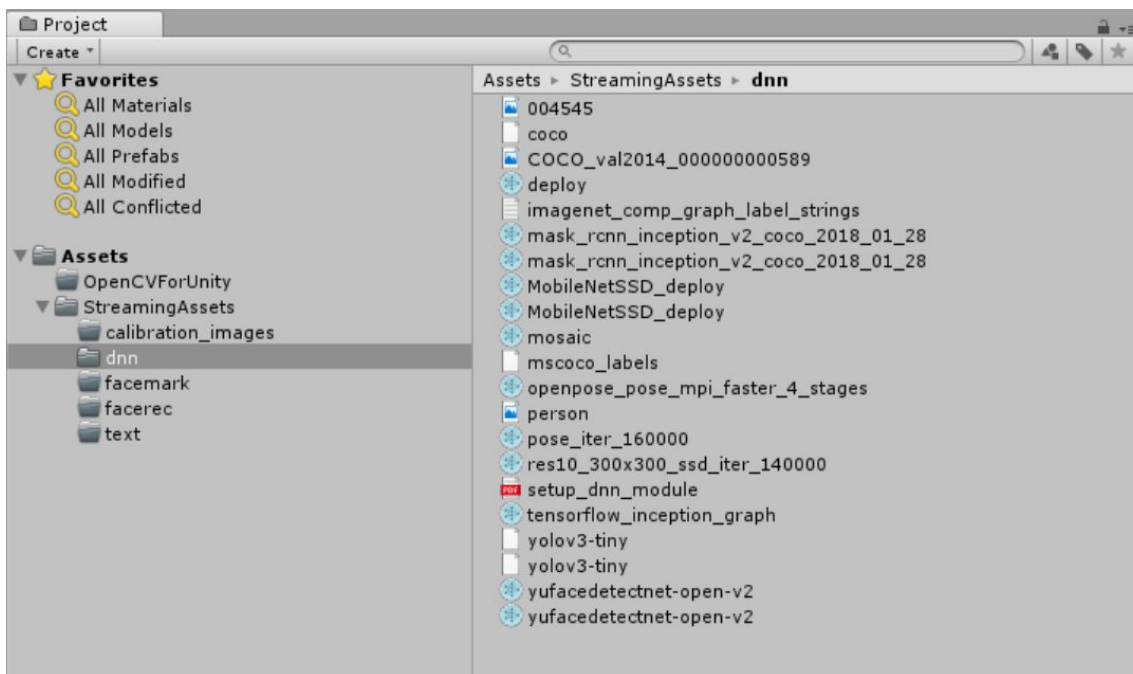 Project
Create
Favorites
All Materials
All Models
All Prefabs
All Modified
All Conflicted
Assets
OpenCVForUnity
StreamingAssets
calibration_images
dnn
facemark
facerec
text
Assets ▸ StreamingAssets ▸ dnn
004545
coco
COCO_val2014_000000000589
deploy
imagenet_comp_graph_label_strings
mask_rcnn_inception_v2_coco_2018_01_28
mask_rcnn_inception_v2_coco_2018_01_28
MobileNetSSD_deploy
MobileNetSSD_deploy
mosaic
mscoco_labels
openpose_pose_mpi_faster_4_stages
person
pose_iter_160000
res10_300x300_ssd_iter_140000
PDF setup_dnn_module
tensorflow_inception_graph
yolov3-tiny
yolov3-tiny
yufacedetectnet-open-v2
yufacedetectnet-open-v2